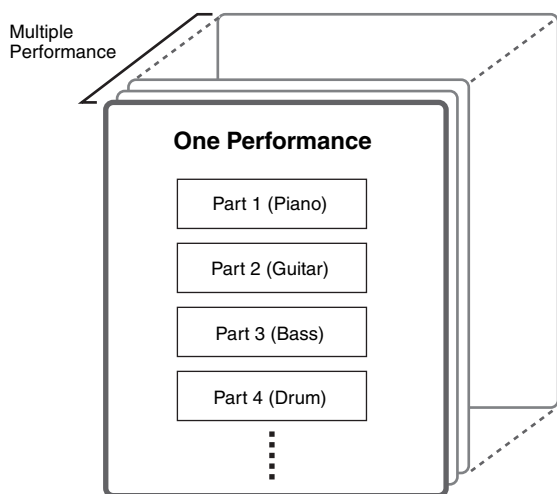 Multiple
Performance
One Performance
Part 1 (Piano)
Part 2 (Guitar)
Part 3 (Bass)
Part 4 (Drum)